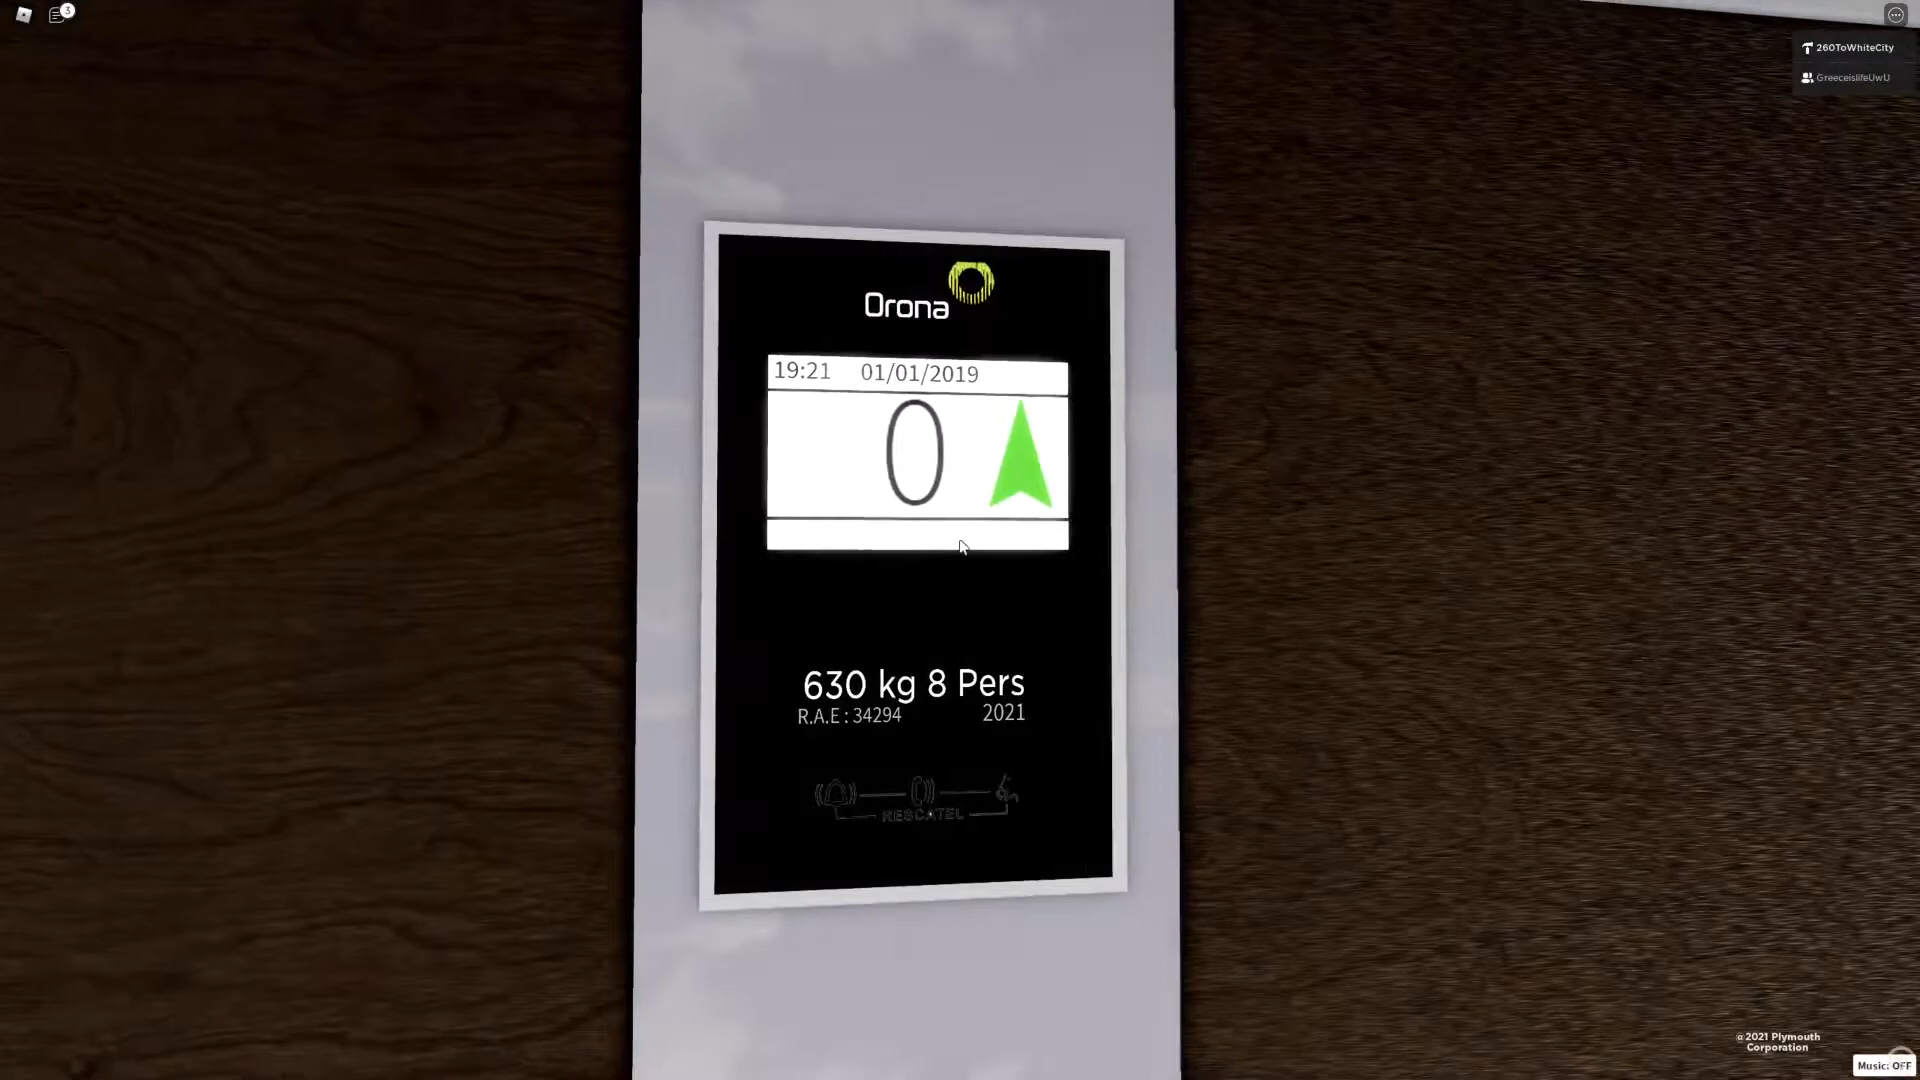 3
260ToWhiteCity
GreeceislifeUwU
Orona
19:21 01/01/2019
0
630 kg 8 Pers
R.A.E : 34294 2021
RESCATEL
©2021 Plymouth
Corporation
Music: OFF